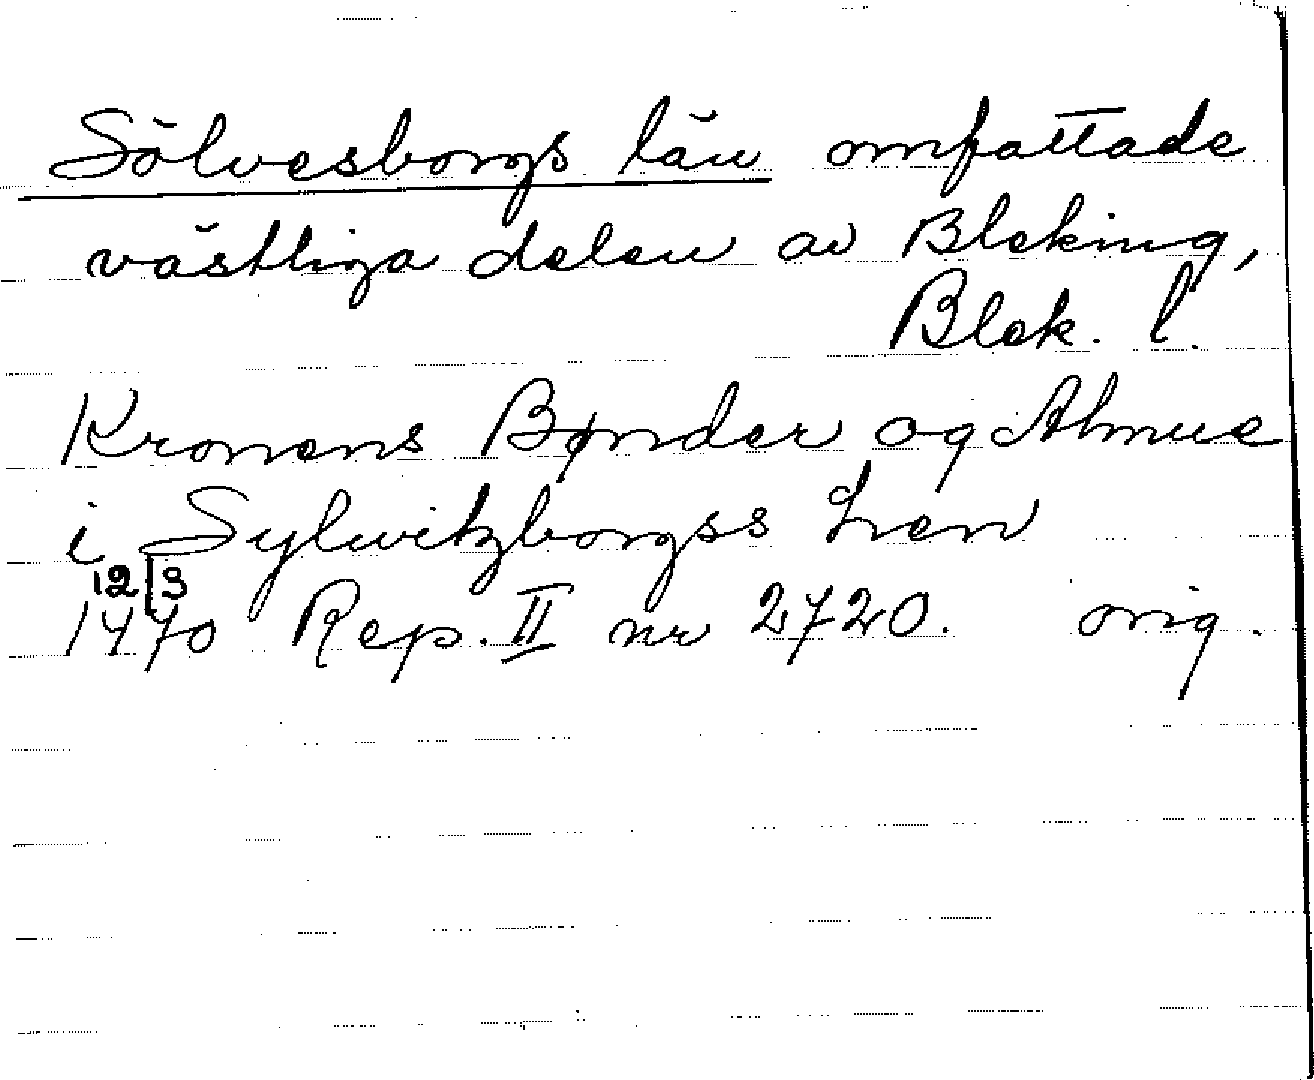 Sölvesborgs län omfattade
västliga delen av Bleking,
Blek. l.
Kronens Bønder og Almue
i Sylwitzborgss Len
12/3
1470 Rep. II nr 2720. orig.